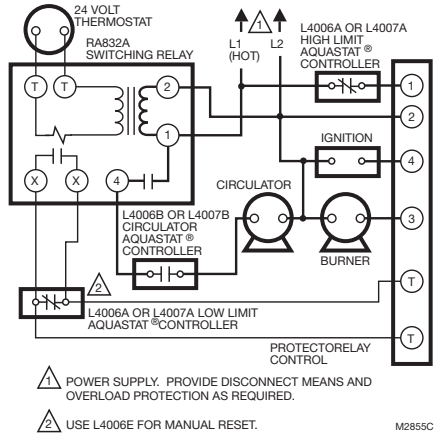 24 VOLT
THERMOSTAT
RA832A
SWITCHING RELAY
T
T
2
1
X
X
4
1
L1
(HOT)
L2
L4006A OR L4007A
HIGH LIMIT
AQUASTAT ®
CONTROLLER
1
2
IGNITION
4
CIRCULATOR
BURNER
3
L4006B OR L4007B
CIRCULATOR
AQUASTAT ®
CONTROLLER
2
L4006A OR L4007A LOW LIMIT
AQUASTAT ®CONTROLLER
T
T
PROTECTORELAY
CONTROL
1 POWER SUPPLY. PROVIDE DISCONNECT MEANS AND
OVERLOAD PROTECTION AS REQUIRED.
2 USE L4006E FOR MANUAL RESET.
M2855C